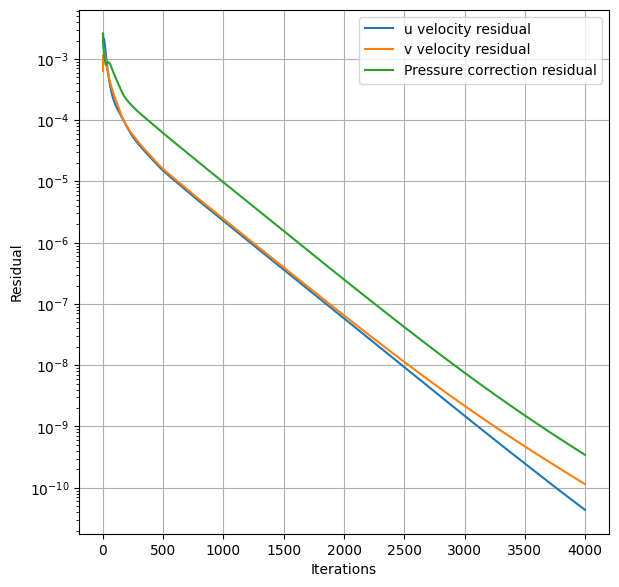 u velocity residual
v velocity residual
Pressure correction residual
Residual
10⁻³
10⁻⁴
10⁻⁵
10⁻⁶
10⁻⁷
10⁻⁸
10⁻⁹
10⁻¹⁰
0 500 1000 1500 2000 2500 3000 3500 4000
Iterations